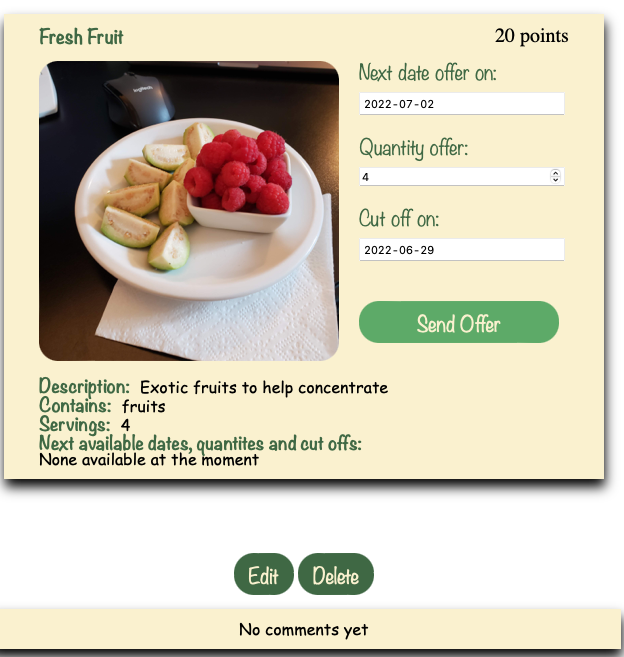 Fresh Fruit
20 points
Next date offer on:
2022-07-02
Quantity offer:
4
Cut off on:
2022-06-29
Send Offer
logitech
Description: Exotic fruits to help concentrate
Contains: fruits
Servings: 4
Next available dates, quantites and cut offs:
None available at the moment
Edit
Delete
No comments yet